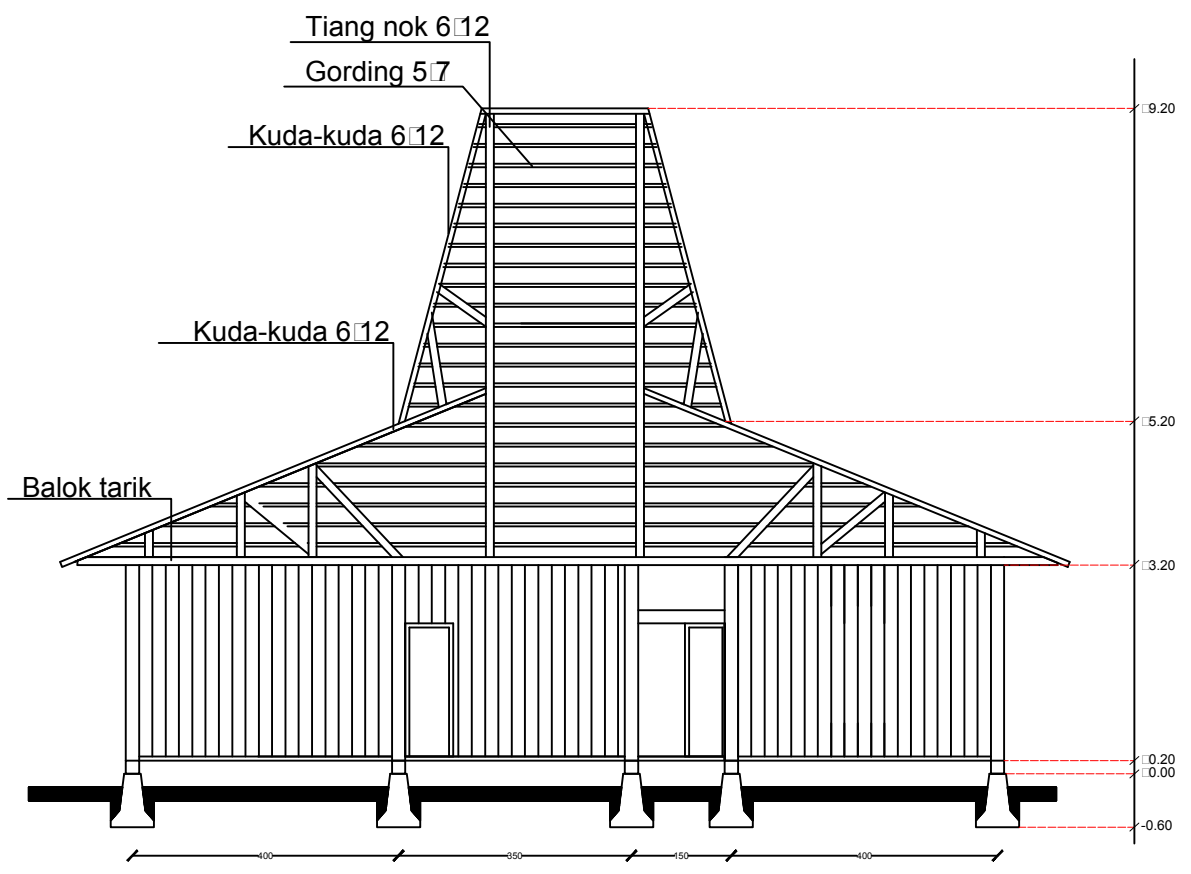 Tiang nok 6□12
Gording 5□7
Kuda-kuda 6□12
Kuda-kuda 6□12
Balok tarik
□9.20
□5.20
□3.20
□0.20
□0.00
-0.60
400
350
150
400